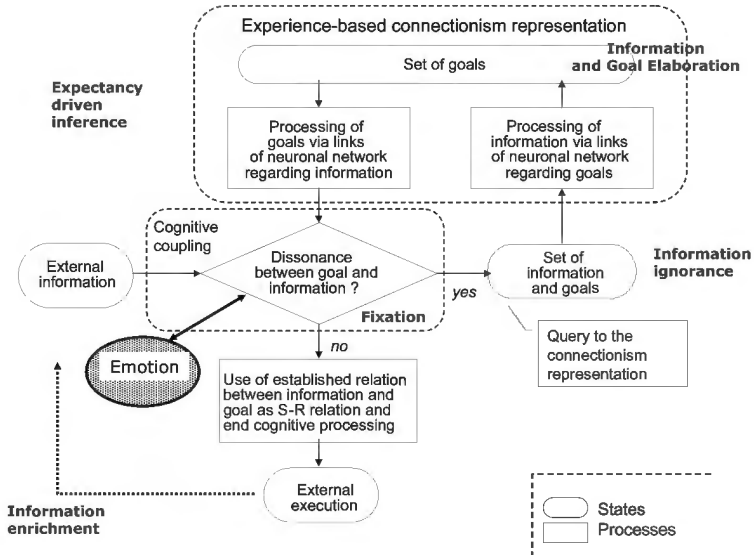 Experience-based connectionism representation
Information
and Goal Elaboration
Set of goals
Expectancy
driven
inference
Processing of
goals via links
of neuronal network
regarding information
Processing of
information via links
of neuronal network
regarding goals
Cognitive
coupling
External
information
Dissonance
between goal and
information ?
yes
Set of
information
and goals
Information
ignorance
Fixation
no
Query to the
connectionism
representation
Emotion
Use of established relation
between information and
goal as S-R relation and
end cognitive processing
Information
enrichment
External
execution
States
Processes